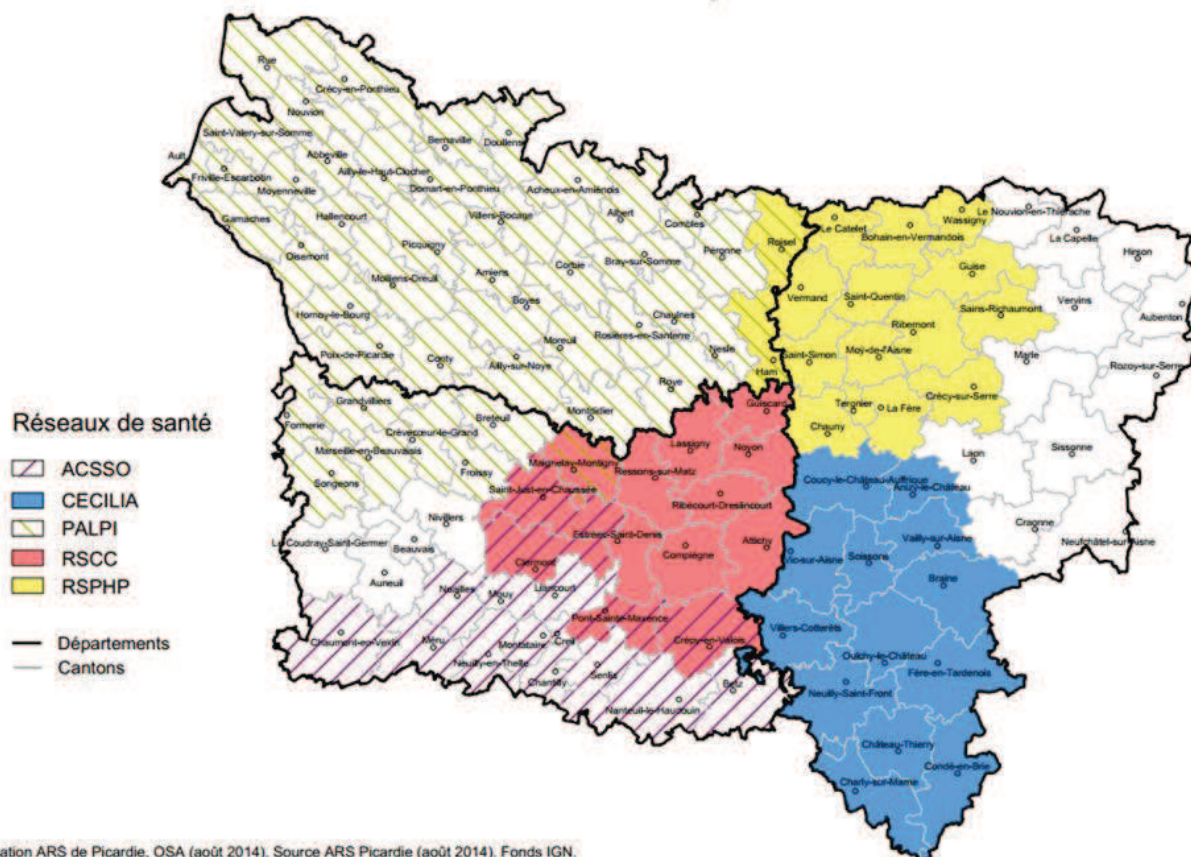 Rue
Crécy-en-Ponthieu
Nouvion
Saint-Valery-sur-Somme
Bernaville
Doullens
Ault
Abbeville
Friville-Escarbotin
Ailly-le-Haut-Clocher
Moyenneville
Domart-en-Ponthieu
Acheux-en-Amiénois
Gamaches
Hallencourt
Villers-Bocage
Albert
Combles
Oisemont
Picquigny
Corbie
Bray-sur-Somme
Péronne
Roisel
Molliens-Dreuil
Amiens
Boves
Chaulnes
Hornoy-le-Bourg
Rosières-en-Santerre
Poix-de-Picardie
Conty
Ailly-sur-Noye
Moreuil
Nesle
Ham
Roye
Montdidier
Le Catelet
Bohain-en-Vermandois
Wassigny
Le Nouvion-en-Thiérache
La Capelle
Hirson
Guise
Vermand
Saint-Quentin
Sains-Richaumont
Vervins
Aubenton
Ribemont
Saint-Simon
Moÿ-de-l'Aisne
Marle
Rozoy-sur-Serre
Crécy-sur-Serre
Tergnier
La Fère
Chauny
Laon
Sissonne
Grandvilliers
Formerie
Breteuil
Crèvecœur-le-Grand
Marseille-en-Beauvaisis
Froissy
Songeons
Maignelay-Montigny
Saint-Just-en-Chaussée
Guiscard
Lassigny
Noyon
Ressons-sur-Matz
Ribécourt-Dreslincourt
Nivillers
Le Coudray-Saint-Germer
Beauvais
Auneuil
Estrées-Saint-Denis
Compiègne
Attichy
Clermont
Noailles
Mouy
Liancourt
Pont-Sainte-Maxence
Crépy-en-Valois
Chaumont-en-Vexin
Méru
Montataire
Creil
Neuilly-en-Thelle
Chantilly
Senlis
Betz
Nanteuil-le-Haudouin
Coucy-le-Château-Auffrique
Anizy-le-Château
Craonne
Neufchâtel-sur-Aisne
Vic-sur-Aisne
Soissons
Vailly-sur-Aisne
Braine
Villers-Cotterêts
Oulchy-le-Château
Fère-en-Tardenois
Neuilly-Saint-Front
Château-Thierry
Condé-en-Brie
Charly-sur-Marne
Réseaux de santé
ACSSO
CECILIA
PALPI
RSCC
RSPHP
Départements
Cantons
ation ARS de Picardie, OSA (août 2014), Source ARS Picardie (août 2014), Fonds IGN.